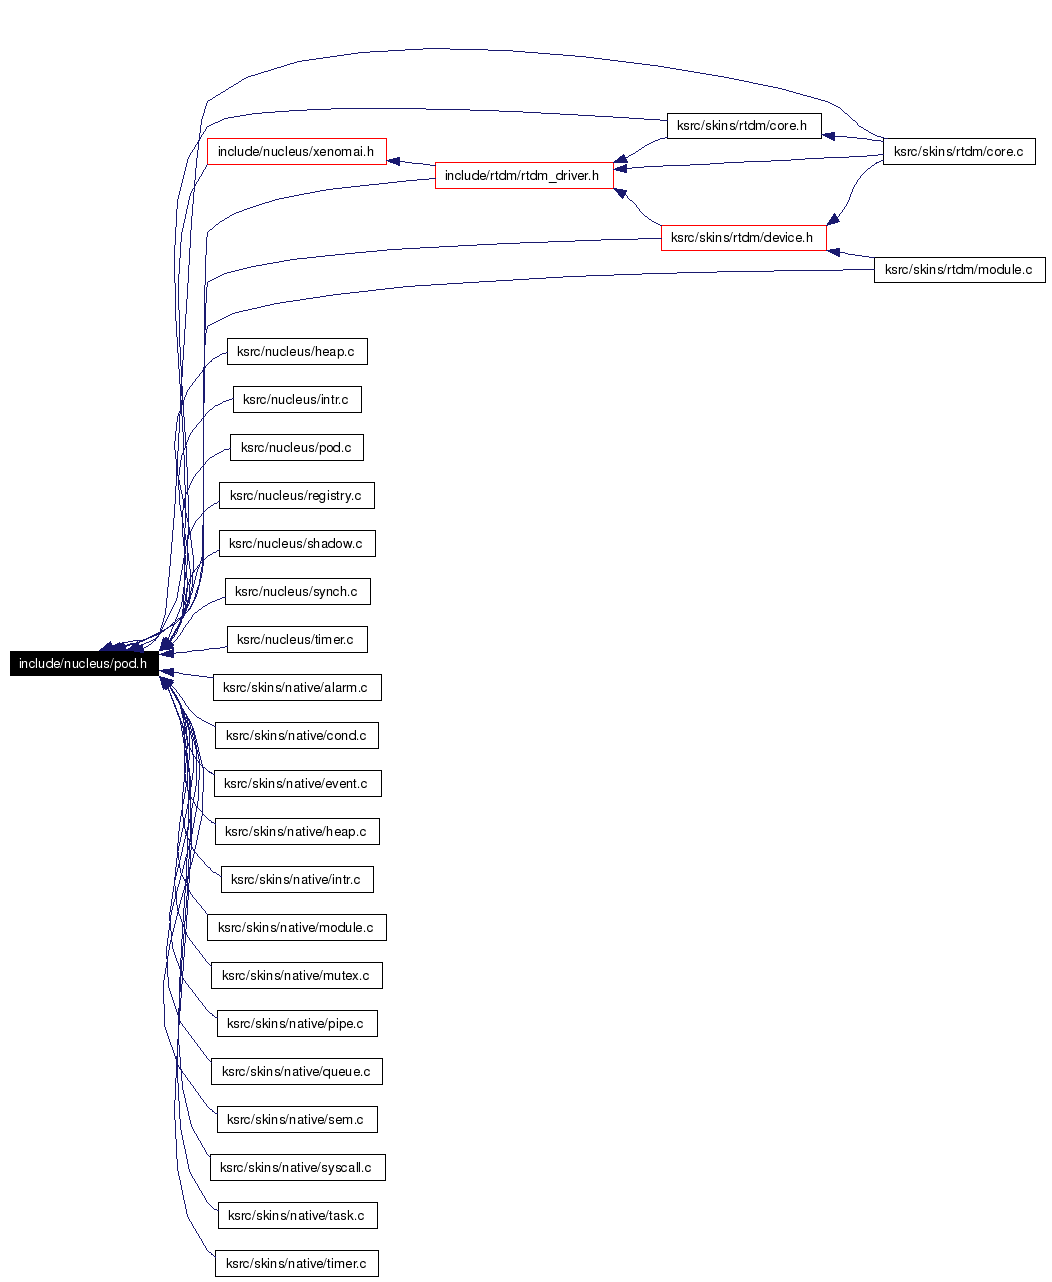 ksrc/skins/rtdm/core.h
include/nucleus/xenomai.h
ksrc/skins/rtdm/core.c
include/rtdm/rtdm_driver.h
ksrc/skins/rtdm/device.h
ksrc/skins/rtdm/module.c
ksrc/nucleus/heap.c
ksrc/nucleus/intr.c
ksrc/nucleus/pod.c
ksrc/nucleus/registry.c
ksrc/nucleus/shadow.c
ksrc/nucleus/synch.c
ksrc/nucleus/timer.c
include/nucleus/pod.h
ksrc/skins/native/alarm.c
ksrc/skins/native/cond.c
ksrc/skins/native/event.c
ksrc/skins/native/heap.c
ksrc/skins/native/intr.c
ksrc/skins/native/module.c
ksrc/skins/native/mutex.c
ksrc/skins/native/pipe.c
ksrc/skins/native/queue.c
ksrc/skins/native/sem.c
ksrc/skins/native/syscall.c
ksrc/skins/native/task.c
ksrc/skins/native/timer.c